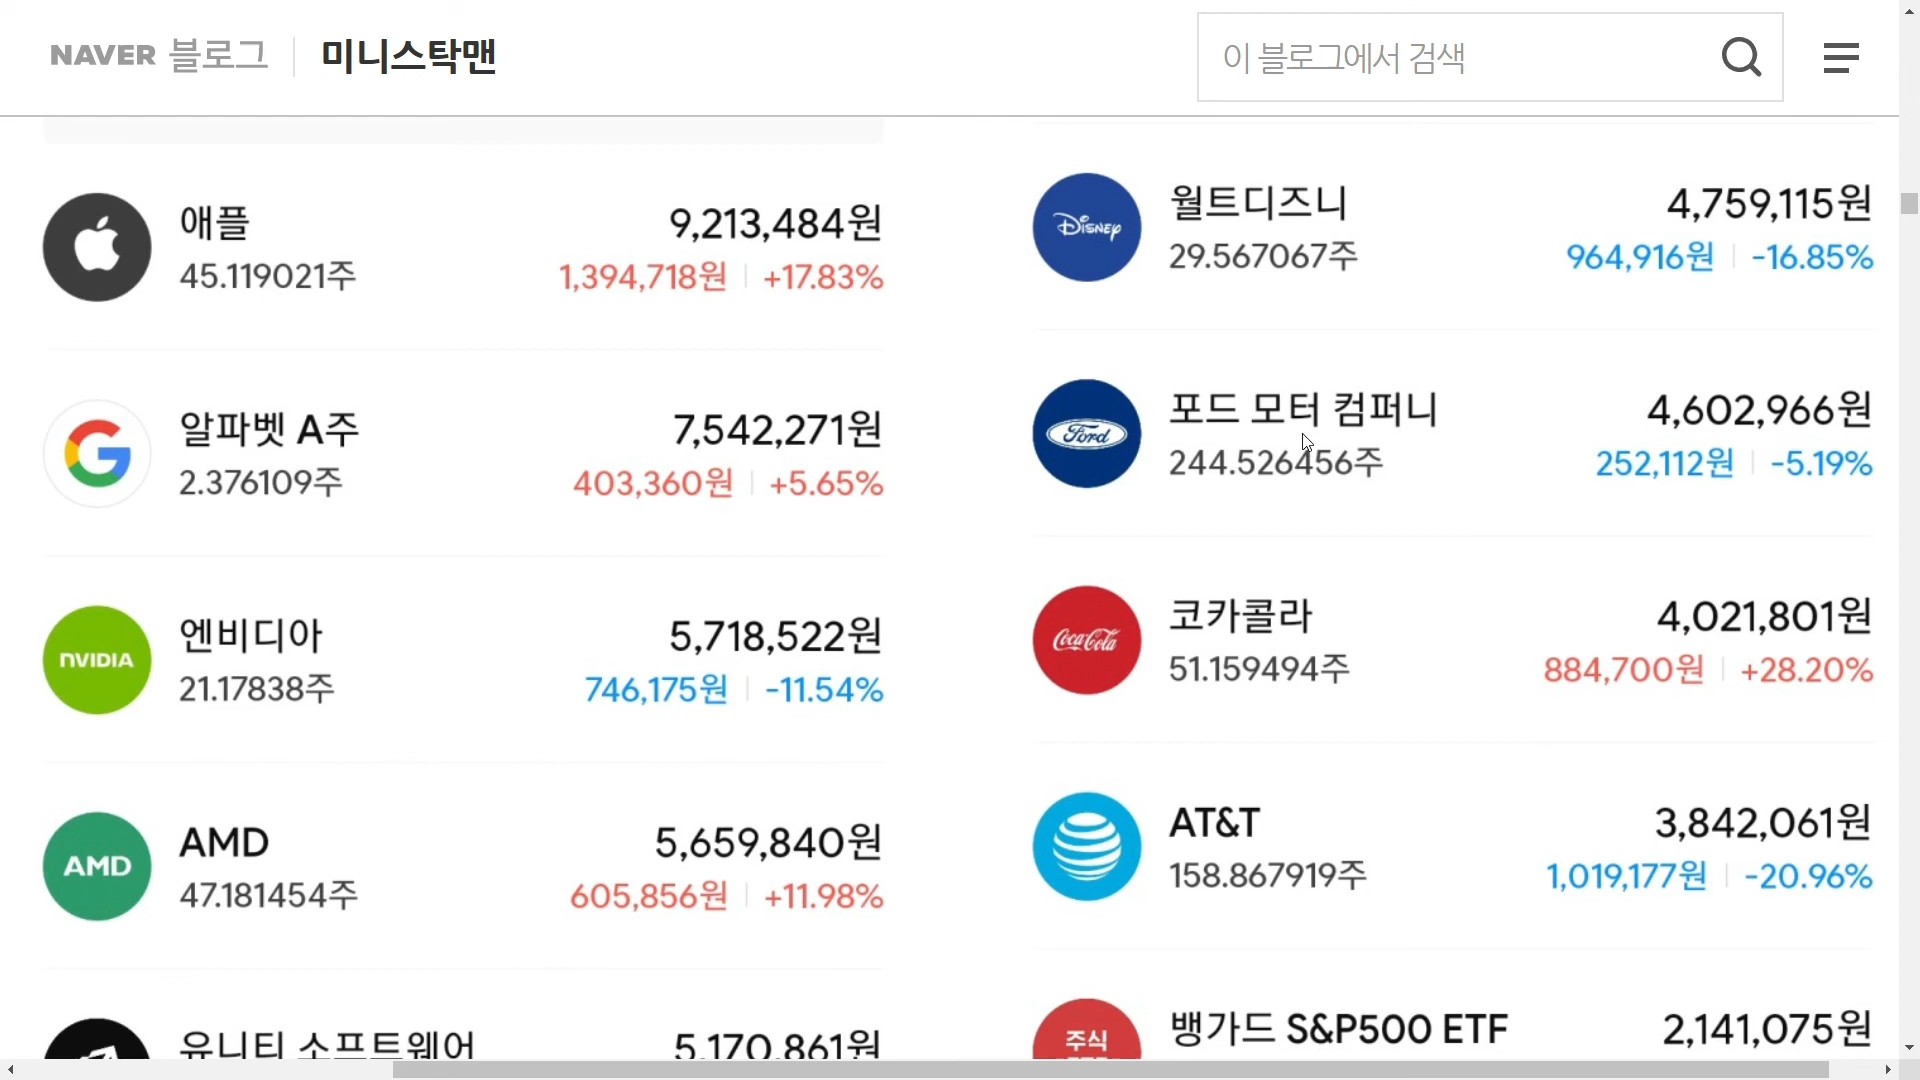 NAVER 블로그 미니스탁맨
이 블로그에서 검색
애플 9,213,484원
45.119021주 1,394,718원 +17.83%
알파벳 A주 7,542,271원
2.376109주 403,360원 +5.65%
NVIDIA
엔비디아 5,718,522원
21.17838주 746,175원 -11.54%
AMD
AMD 5,659,840원
47.181454주 605,856원 +11.98%
유니티 소프트웨어 5,170,861원
Disney
월트디즈니 4,759,115원
29.567067주 964,916원 -16.85%
Ford
포드 모터 컴퍼니 4,602,966원
244.526456주 252,112원 -5.19%
Coca-Cola
코카콜라 4,021,801원
51.159494주 884,700원 +28.20%
AT&T 3,842,061원
158.867919주 1,019,177원 -20.96%
주식
뱅가드 S&P500 ETF 2,141,075원